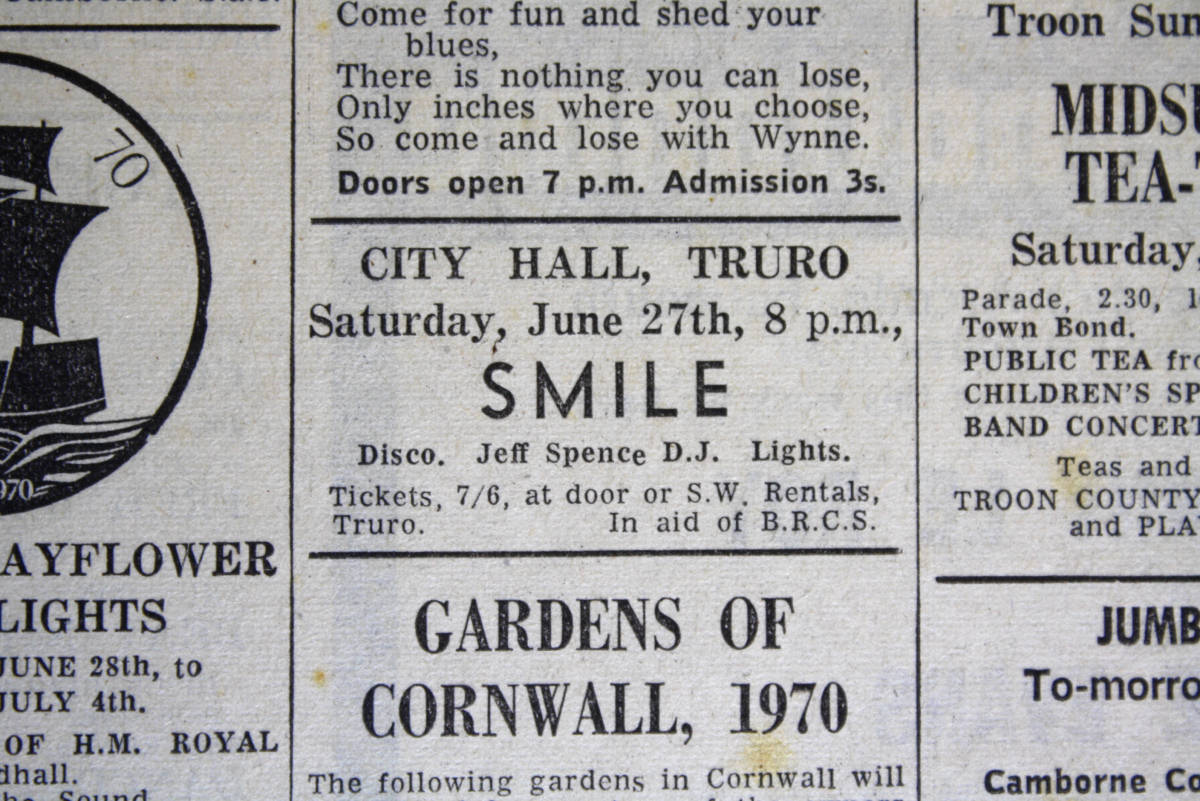 70
1970
AYFLOWER
LIGHTS
JUNE 28th, to
JULY 4th.
OF H.M. ROYAL
dhall.
Sound
Come for fun and shed your
blues,
There is nothing you can lose,
Only inches where you choose,
So come and lose with Wynne.
Doors open 7 p.m. Admission 3s.
CITY HALL, TRURO
Saturday, June 27th, 8 p.m.,
SMILE
Disco. Jeff Spence D.J. Lights.
Tickets, 7/6, at door or S.W. Rentals,
Truro. In aid of B.R.C.S.
GARDENS OF
CORNWALL, 1970
The following gardens in Cornwall will
Troon Sun
MIDS
TEA-
Saturday,
Parade, 2.30, 1
Town Bond.
PUBLIC TEA fro
CHILDREN'S SP
BAND CONCERT
Teas and
TROON COUNTY
and PLA
JUMB
To-morro
Camborne Co